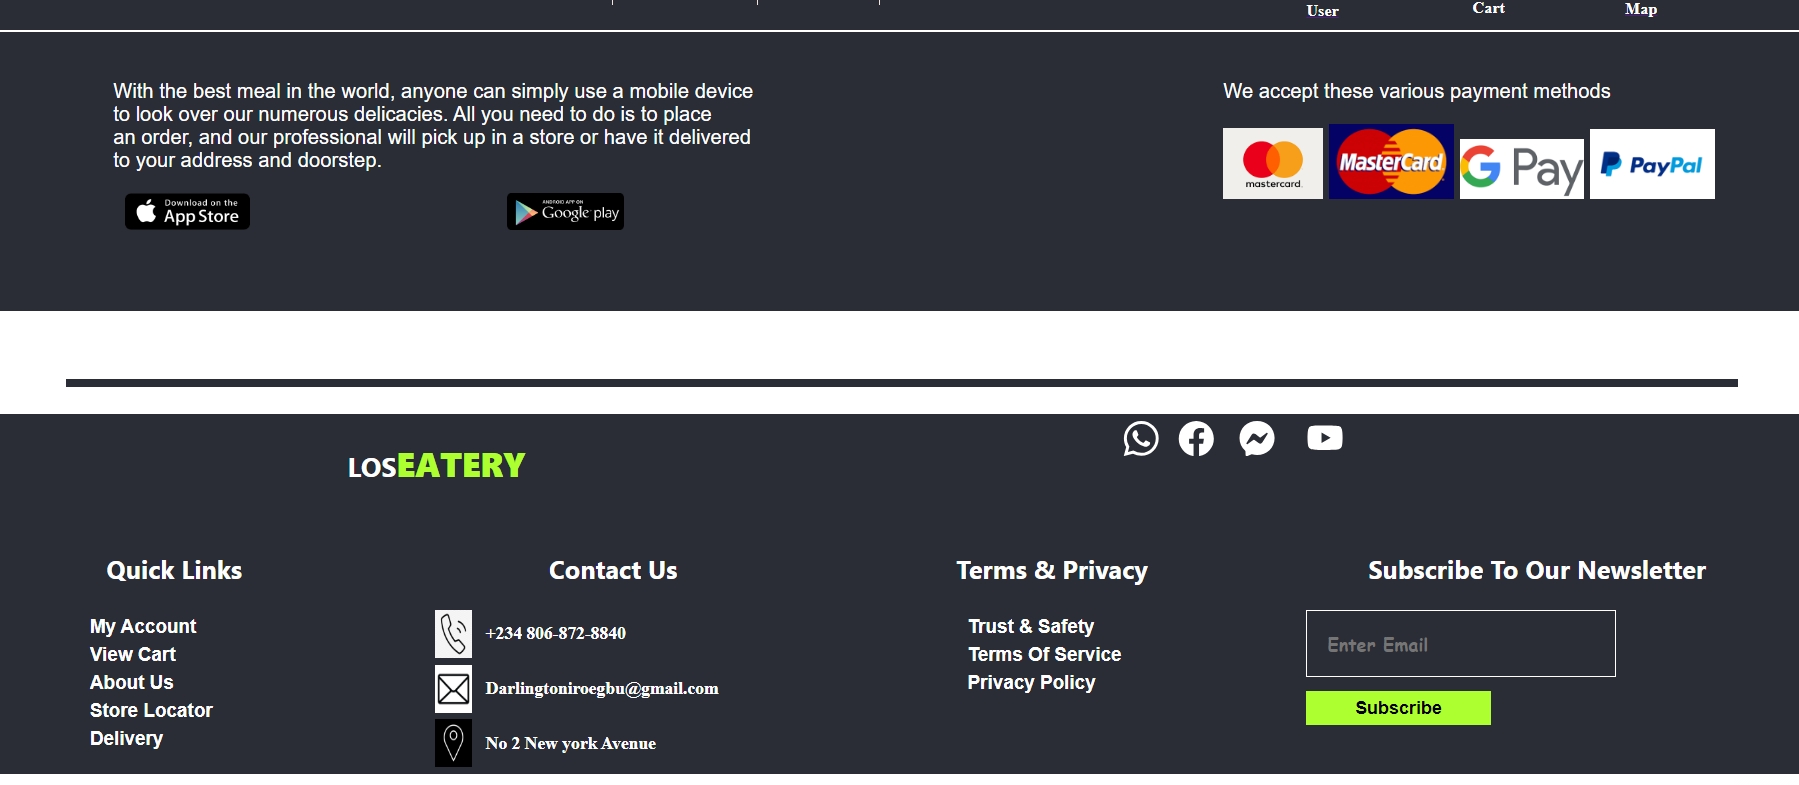 User
Cart
Map
With the best meal in the world, anyone can simply use a mobile device
to look over our numerous delicacies. All you need to do is to place
an order, and our professional will pick up in a store or have it delivered
to your address and doorstep.
Download on the
App Store
ANDROID APP ON
Google play
We accept these various payment methods
mastercard.
MasterCard
G Pay
PayPal
LOSEATERY
Quick Links
My Account
View Cart
About Us
Store Locator
Delivery
Contact Us
+234 806-872-8840
Darlingtoniroegbu@gmail.com
No 2 New york Avenue
Terms & Privacy
Trust & Safety
Terms Of Service
Privacy Policy
Subscribe To Our Newsletter
Enter Email
Subscribe